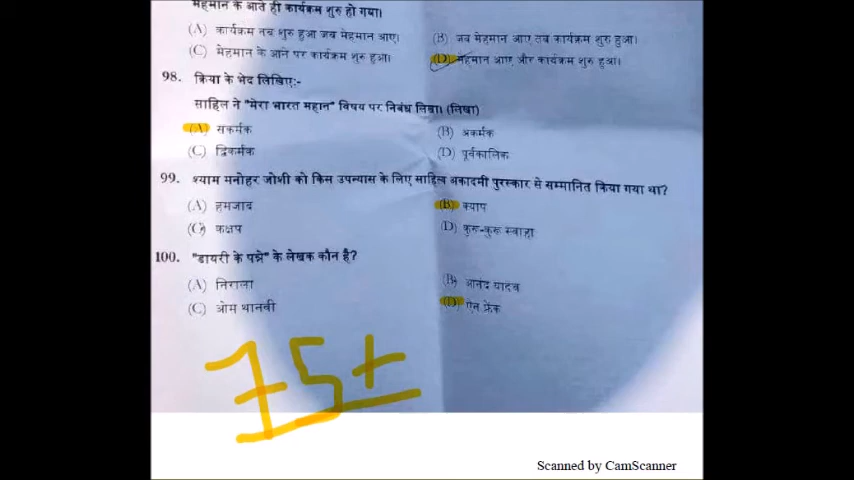 मेहमान के आते ही कार्यक्रम शुरु हो गया।
(A) कार्यक्रम तब शुरु हुआ जब मेहमान आए। (B) जब मेहमान आए तब कार्यक्रम शुरु हुआ।
(C) मेहमान के आने पर कार्यक्रम शुरु हुआ। (D) मेहमान आए और कार्यक्रम शुरु हुआ।
98. क्रिया के भेद लिखिए:-
साहिल ने "मेरा भारत महान" विषय पर निबंध लिखा। (लिखा)
(A) सकर्मक (B) अकर्मक
(C) द्विकर्मक (D) पूर्वकालिक
99. श्याम मनोहर जोशी को किस उपन्यास के लिए साहित्य अकादमी पुरस्कार से सम्मानित किया गया था?
(A) हमजाद (B) क्याप
(C) कक्षप (D) कुरु-कुरु स्वाहा
100. "डायरी के पन्ने" के लेखक कौन है?
(A) निराला (B) आनंद यादव
(C) ओम थानवी (D) ऐन फ्रेंक
75+
Scanned by CamScanner